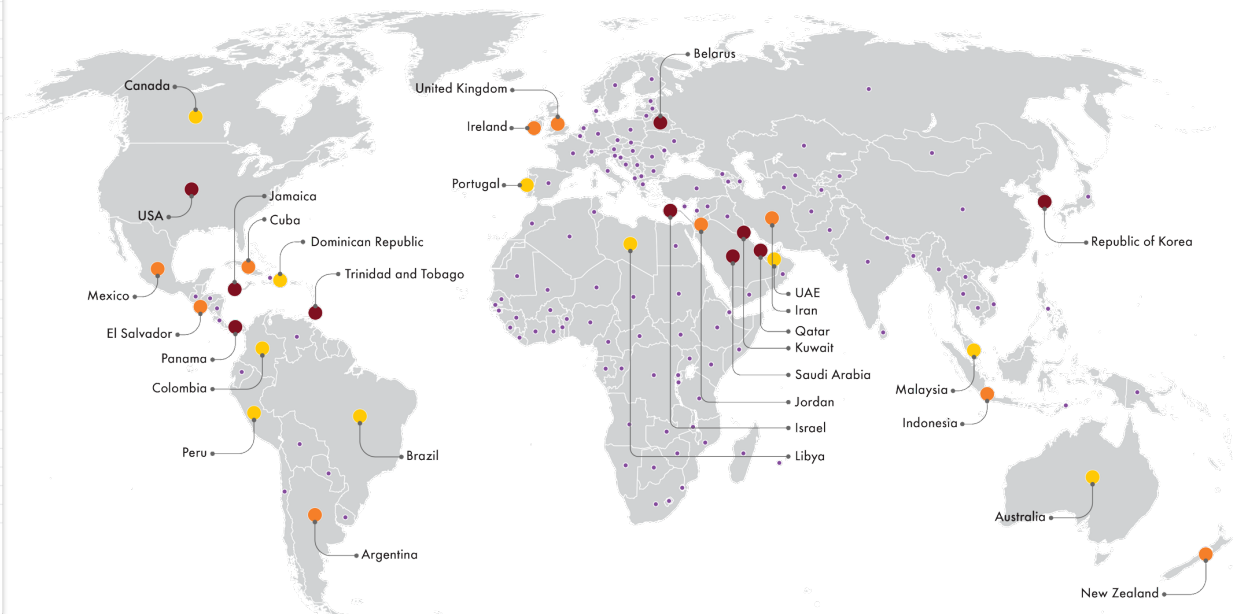 Belarus
Canada
United Kingdom
Ireland
Portugal
Jamaica
USA
Cuba
Republic of Korea
Dominican Republic
Trinidad and Tobago
Mexico
UAE
Iran
El Salvador
Qatar
Kuwait
Panama
Saudi Arabia
Colombia
Malaysia
Jordan
Indonesia
Israel
Peru
Brazil
Libya
Australia
Argentina
New Zealand